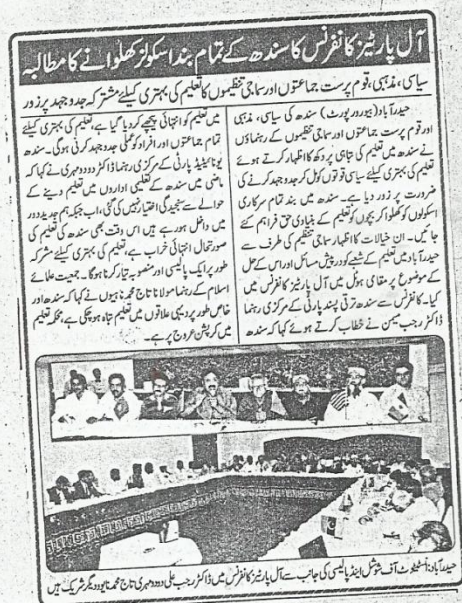 آل پارٹیز کانفرنس کا سندھ کے تمام بند اسکولز کھلوانے کا مطالبہ
سیاسی، مذہبی، قوم پرست جماعتوں اور سماجی تنظیموں کا تعلیم کی بہتری کیلئے مشترکہ جدوجہد پر زور
حیدرآباد (بیورو رپورٹ) سندھ کی سیاسی، مذہبی
اور قوم پرست جماعتوں اور سماجی تنظیموں کے رہنماؤں
نے سندھ میں تعلیم کی تباہی پر دکھ کا اظہار کرتے ہوئے
تعلیم کی بہتری کیلئے سیاسی قوتوں کو مل کر جدوجہد کرنے کی
ضرورت پر زور دیا ہے۔ سندھ میں بند تمام سرکاری
اسکولوں کو کھلوا کر بچوں کو تعلیم کے بنیادی حق فراہم کئے
جائیں۔ ان خیالات کا اظہار سماجی تنظیم کی طرف سے
حیدرآباد میں تعلیم کے شعبے کو درپیش مسائل اور اس کے حل
کے موضوع پر مقامی ہوٹل میں آل پارٹیز کانفرنس میں
کیا۔ کانفرنس سے سندھ ترقی پسند پارٹی کے مرکزی رہنما
ڈاکٹر رجب میمن نے خطاب کرتے ہوئے کہا کہ سندھ
میں تعلیم کو انتہائی پیچھے کردیا گیا ہے، تعلیم کی بہتری کیلئے
تمام جماعتوں اور افراد کو عملی جدوجہد کرنی ہوگی۔ سندھ
یونائیٹیڈ پارٹی کے مرکزی رہنما ڈاکٹر دودو مہری نے کہا کہ
ماضی میں سندھ کے تعلیمی اداروں میں تعلیم دینے کے
حوالے سے سنجیدگی اختیار نہیں کی گئی، اب جبکہ ہم جدید دور
میں داخل ہورہے ہیں اس وقت بھی سندھ کی تعلیم کی
صورتحال انتہائی خراب ہے، تعلیم کی بہتری کیلئے مشترکہ
طور پر ایک پالیسی اور منصوبہ تیار کرنا ہوگا۔ جمعیت علمائے
اسلام کے رہنما مولانا تاج محمد ناہیوں نے کہا کہ سندھ اور
خاص طور پر دیہی علاقوں میں تعلیم تباہ ہوچکی ہے، محکمہ تعلیم
میں کرپشن عروج پر ہے۔
حیدرآباد: انسٹیٹیوٹ آف سوشل اینڈ پالیسی کی جانب سے آل پارٹیز کانفرنس میں ڈاکٹر رجب علی دودو مہری تاج محمد ناہیو و دیگر شریک ہیں